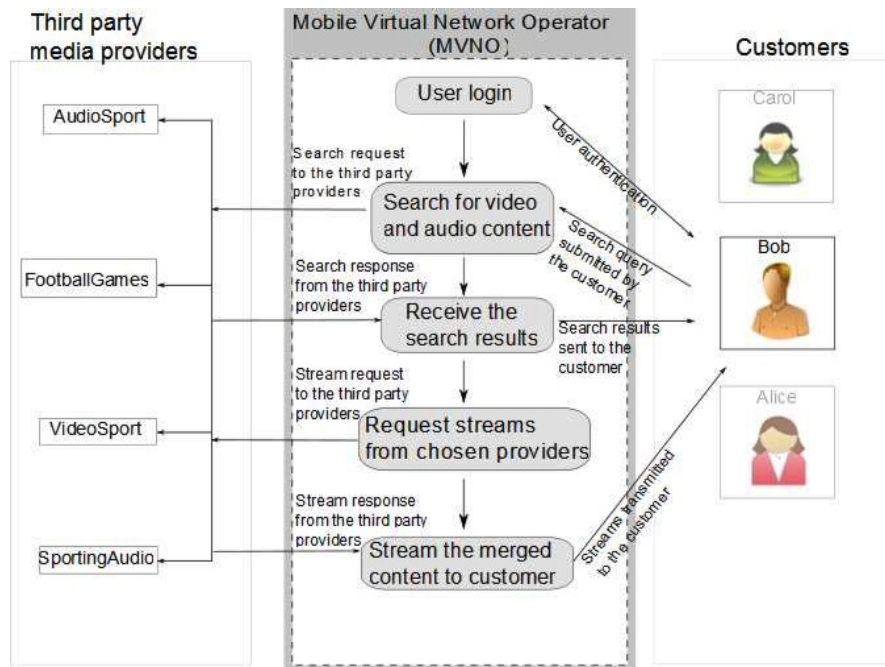 Third party
media providers
AudioSport
FootballGames
VideoSport
SportingAudio
Mobile Virtual Network Operator
(MVNO)
User login
Search request
to the third party
providers
Search for video
and audio content
Search response
from the third party
providers
Receive the
search results
Stream request
to the third party
providers
Request streams
from chosen providers
Stream response
from the third party
providers
Stream the merged
content to customer
User authentication
Search query
submitted by
the customer
Search results
sent to the
customer
Streams transmitted
to the customer
Customers
Carol
Bob
Alice